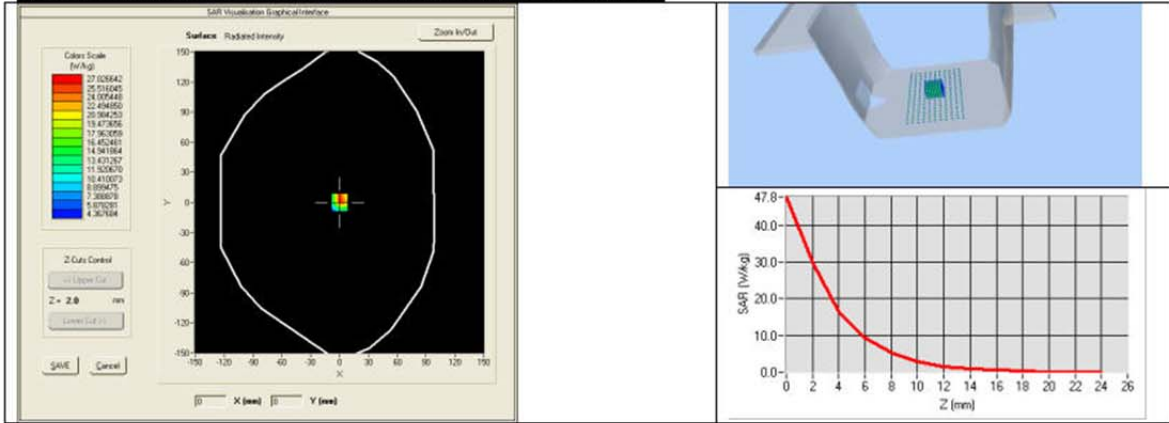 SAR Visualisation Graphical Interface
Surface Radiated Intensity
Zoom In/Out
Colors Scale
(W/kg)
27.026642
25.516045
24.005448
22.494850
20.984253
19.473656
17.963059
16.452461
14.941864
13.431267
11.920670
10.410073
8.899475
7.388878
5.878281
4.367684
150
120
90
60
30
0
-30
-60
-90
-120
-150
Y
-150 -120 -90 -60 -30 0 30 60 90 120 150
X
Z-Cuts Control
Upper Cut
Z = 2.0 mm
Lower Cut
SAVE Cancel
0 X (mm) 0 Y (mm)
47.8
40.0
30.0
20.0
10.0
0.0
SAR (W/kg)
0 2 4 6 8 10 12 14 16 18 20 22 24 26
Z (mm)